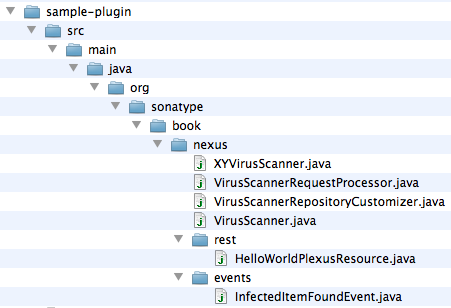 sample-plugin
src
main
java
org
sonatype
book
nexus
XYVirusScanner.java
VirusScannerRequestProcessor.java
VirusScannerRepositoryCustomizer.java
VirusScanner.java
rest
HelloWorldPlexusResource.java
events
InfectedItemFoundEvent.java